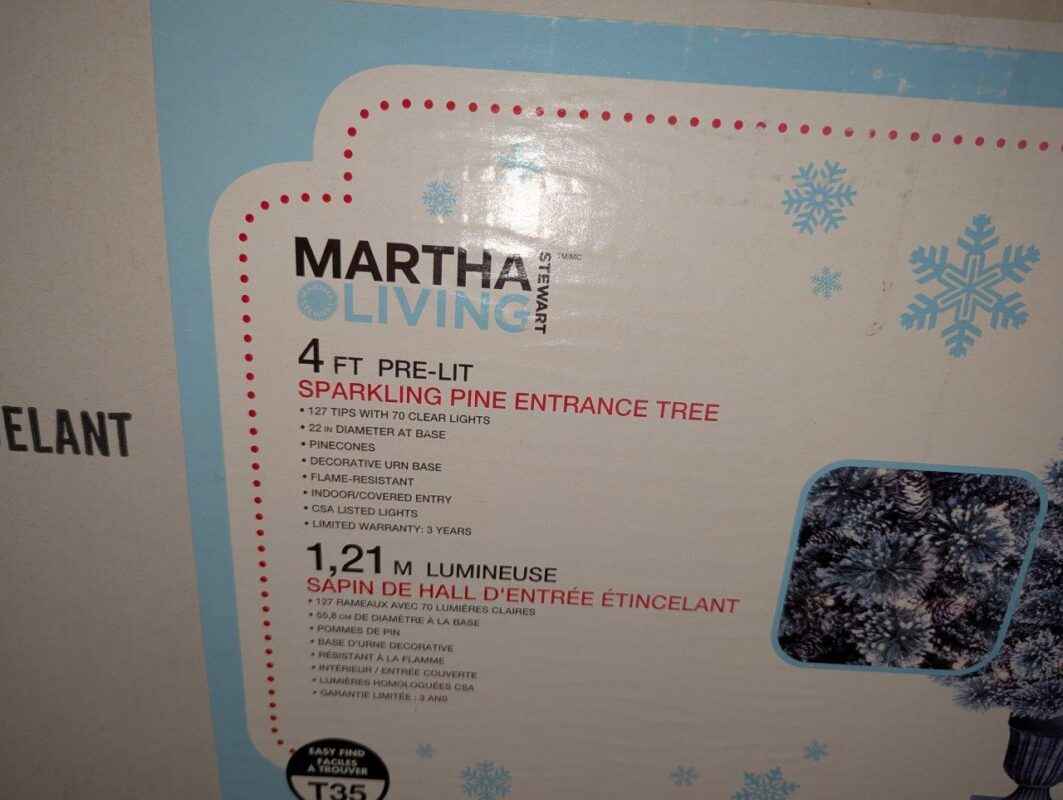 MARTHA
STEWART
TM/MC
LIVING
4 FT PRE-LIT
SPARKLING PINE ENTRANCE TREE
• 127 TIPS WITH 70 CLEAR LIGHTS
• 22 IN DIAMETER AT BASE
• PINECONES
• DECORATIVE URN BASE
• FLAME-RESISTANT
• INDOOR/COVERED ENTRY
• CSA LISTED LIGHTS
• LIMITED WARRANTY: 3 YEARS
ELANT
1,21 M LUMINEUSE
SAPIN DE HALL D'ENTRÉE ÉTINCELANT
• 127 RAMEAUX AVEC 70 LUMIÈRES CLAIRES
• 55,8 CM DE DIAMÈTRE À LA BASE
• POMMES DE PIN
• BASE D'URNE DECORATIVE
• RÉSISTANT À LA FLAMME
• INTÉRIEUR / ENTRÉE COUVERTE
• LUMIÈRES HOMOLOGUÉES CSA
• GARANTIE LIMITÉE : 3 ANS
EASY FIND
FACILES
A TROUVER
T35